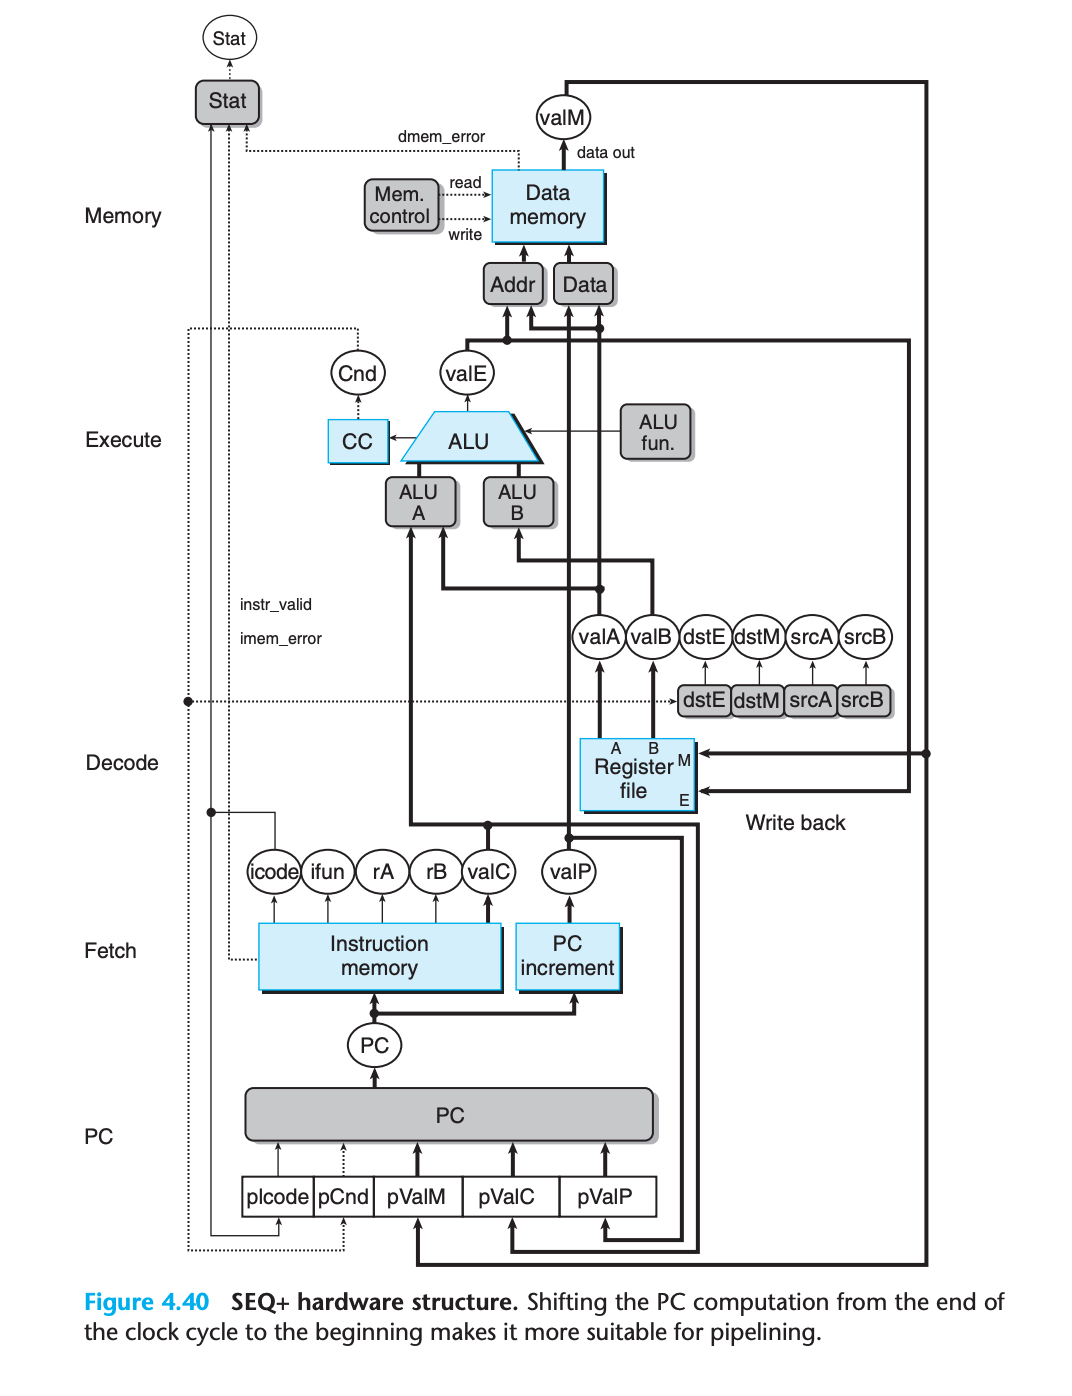 Stat
Stat
valM
dmem_error
data out
read
Mem.
control
Data
memory
Memory
write
Addr
Data
Cnd
valE
ALU
fun.
Execute
CC
ALU
ALU
A
ALU
B
instr_valid
imem_error
valA
valB
dstE
dstM
srcA
srcB
dstE
dstM
srcA
srcB
A
B
M
Register
file
E
Decode
Write back
icode
ifun
rA
rB
valC
valP
Fetch
Instruction
memory
PC
increment
PC
PC
PC
pIcode
pCnd
pValM
pValC
pValP
Figure 4.40 SEQ+ hardware structure. Shifting the PC computation from the end of
the clock cycle to the beginning makes it more suitable for pipelining.